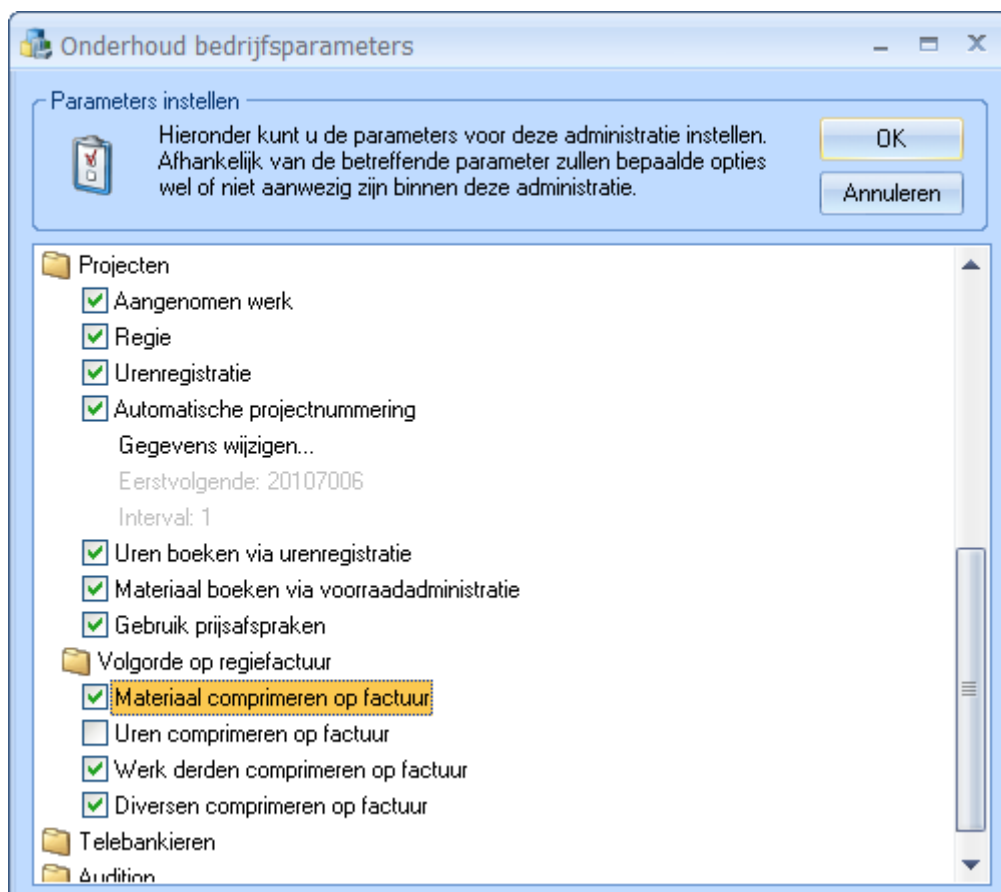 Onderhoud bedrijfsparameters
Parameters instellen
Hieronder kunt u de parameters voor deze administratie instellen.
Afhankelijk van de betreffende parameter zullen bepaalde opties
wel of niet aanwezig zijn binnen deze administratie.
OK
Annuleren
Projecten
Aangenomen werk
Regie
Urenregistratie
Automatische projectnummering
Gegevens wijzigen...
Eerstvolgende: 20107006
Interval: 1
Uren boeken via urenregistratie
Materiaal boeken via voorraadadministratie
Gebruik prijsafspraken
Volgorde op regiefactuur
Materiaal comprimeren op factuur
Uren comprimeren op factuur
Werk derden comprimeren op factuur
Diversen comprimeren op factuur
Telebankieren
Audition